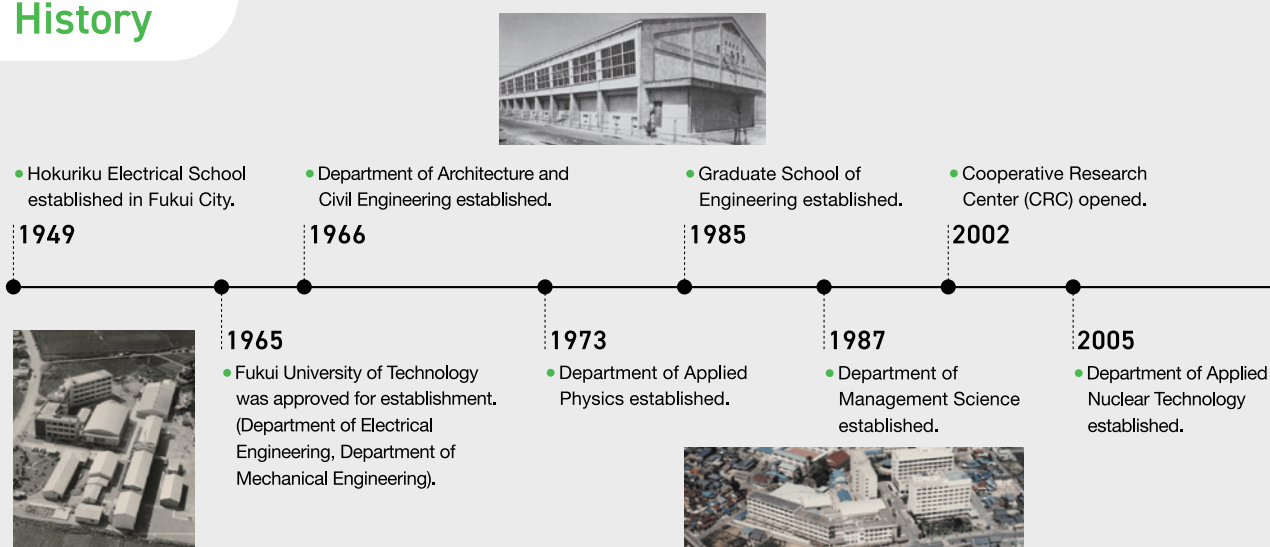 History
• Hokuriku Electrical School
established in Fukui City.
1949
• Department of Architecture and
Civil Engineering established.
1966
• Graduate School of
Engineering established.
1985
• Cooperative Research
Center (CRC) opened.
2002
1965
• Fukui University of Technology
was approved for establishment.
(Department of Electrical
Engineering, Department of
Mechanical Engineering).
1973
• Department of Applied
Physics established.
1987
• Department of
Management Science
established.
2005
• Department of Applied
Nuclear Technology
established.